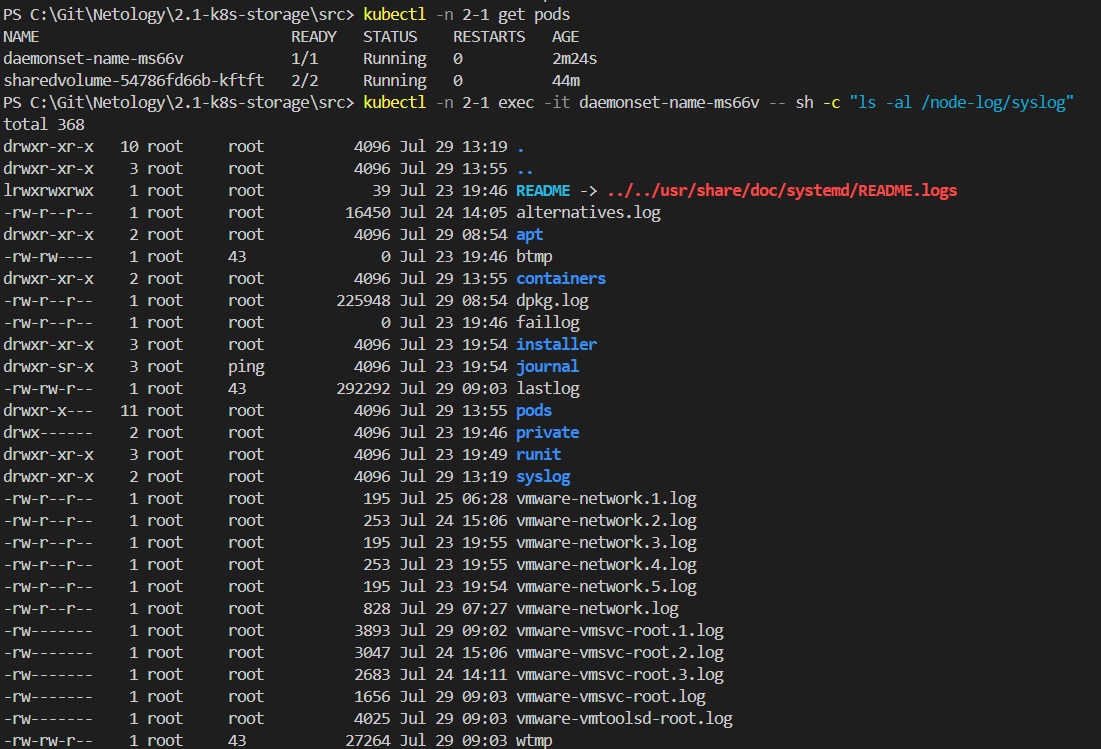 PS C:\Git\Netology\2.1-k8s-storage\src> kubectl -n 2-1 get pods
NAME                            READY   STATUS    RESTARTS   AGE
daemonset-name-ms66v            1/1     Running   0          2m24s
sharedvolume-54786fd66b-kftft   2/2     Running   0          44m
PS C:\Git\Netology\2.1-k8s-storage\src> kubectl -n 2-1 exec -it daemonset-name-ms66v -- sh -c "ls -al /node-log/syslog"
total 368
drwxr-xr-x   10 root     root          4096 Jul 29 13:19 .
drwxr-xr-x    3 root     root          4096 Jul 29 13:55 ..
lrwxrwxrwx    1 root     root            39 Jul 23 19:46 README -> ../../usr/share/doc/systemd/README.logs
-rw-r--r--    1 root     root         16450 Jul 24 14:05 alternatives.log
drwxr-xr-x    2 root     root          4096 Jul 29 08:54 apt
-rw-rw----    1 root     43               0 Jul 23 19:46 btmp
drwxr-xr-x    2 root     root          4096 Jul 29 13:55 containers
-rw-r--r--    1 root     root        225948 Jul 29 08:54 dpkg.log
-rw-r--r--    1 root     root             0 Jul 23 19:46 faillog
drwxr-xr-x    3 root     root          4096 Jul 23 19:54 installer
drwxr-sr-x    3 root     ping          4096 Jul 23 19:54 journal
-rw-rw-r--    1 root     43          292292 Jul 29 09:03 lastlog
drwxr-x---   11 root     root          4096 Jul 29 13:55 pods
drwx------    2 root     root          4096 Jul 23 19:46 private
drwxr-xr-x    3 root     root          4096 Jul 23 19:49 runit
drwxr-xr-x    2 root     root          4096 Jul 29 13:19 syslog
-rw-r--r--    1 root     root           195 Jul 25 06:28 vmware-network.1.log
-rw-r--r--    1 root     root           253 Jul 24 15:06 vmware-network.2.log
-rw-r--r--    1 root     root           195 Jul 23 19:55 vmware-network.3.log
-rw-r--r--    1 root     root           253 Jul 23 19:55 vmware-network.4.log
-rw-r--r--    1 root     root           195 Jul 23 19:54 vmware-network.5.log
-rw-r--r--    1 root     root           828 Jul 29 07:27 vmware-network.log
-rw-------    1 root     root          3893 Jul 29 09:02 vmware-vmsvc-root.1.log
-rw-------    1 root     root          3047 Jul 24 15:06 vmware-vmsvc-root.2.log
-rw-------    1 root     root          2683 Jul 24 14:11 vmware-vmsvc-root.3.log
-rw-------    1 root     root          1656 Jul 29 09:03 vmware-vmsvc-root.log
-rw-------    1 root     root          4025 Jul 29 09:03 vmware-vmtoolsd-root.log
-rw-rw-r--    1 root     43           27264 Jul 29 09:03 wtmp